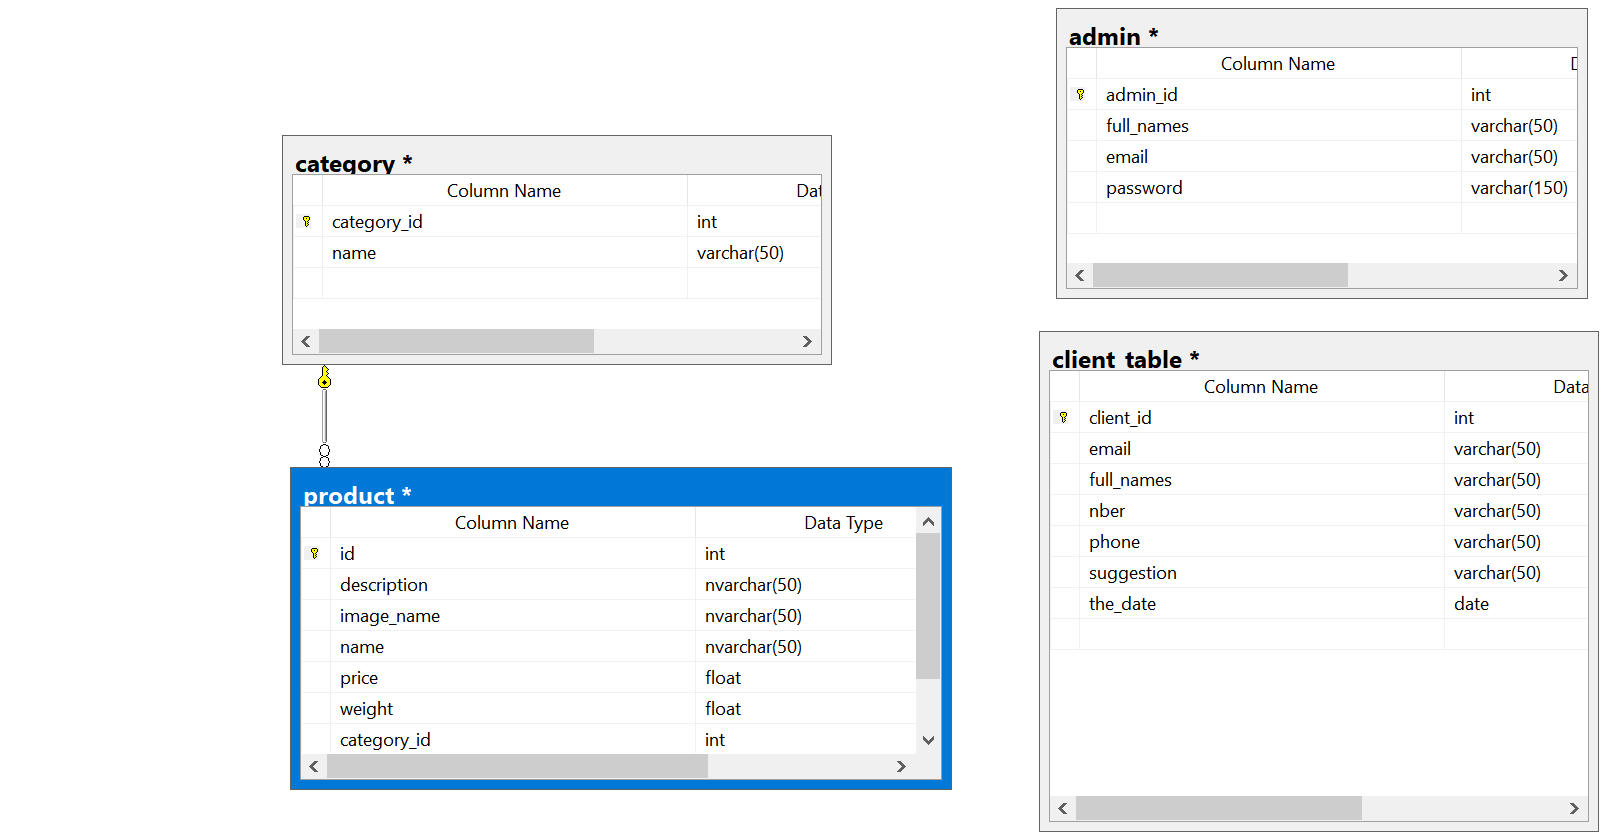 admin *
Column Name D
admin_id int
full_names varchar(50)
email varchar(50)
password varchar(150)
category *
Column Name Dat
category_id int
name varchar(50)
client_table *
Column Name Data
client_id int
email varchar(50)
full_names varchar(50)
nber varchar(50)
phone varchar(50)
suggestion varchar(50)
the_date date
product *
Column Name Data Type
id int
description nvarchar(50)
image_name nvarchar(50)
name nvarchar(50)
price float
weight float
category_id int